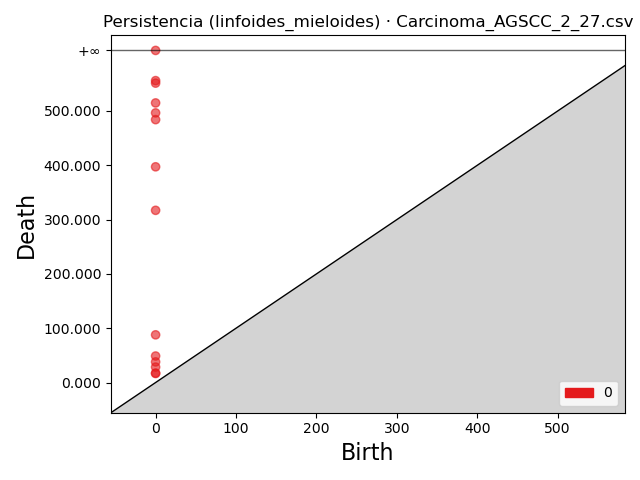 Persistencia (linfoides_mieloides) · Carcinoma_AGSCC_2_27.csv
+∞
500.000
400.000
300.000
200.000
100.000
0.000
Death
0
0 100 200 300 400 500
Birth